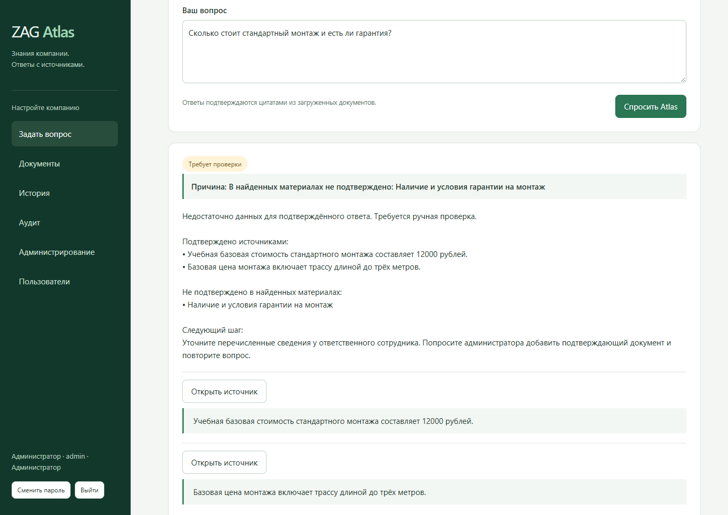 ZAG Atlas
Знания компании.
Ответы с источниками.
Настройте компанию
Задать вопрос
Документы
История
Аудит
Администрирование
Пользователи
Администратор · admin ·
Администратор
Сменить пароль
Выйти
Ваш вопрос
Сколько стоит стандартный монтаж и есть ли гарантия?
Ответы подтверждаются цитатами из загруженных документов.
Спросить Atlas
Требует проверки
Причина: В найденных материалах не подтверждено: Наличие и условия гарантии на монтаж
Недостаточно данных для подтверждённого ответа. Требуется ручная проверка.
Подтверждено источниками:
• Учебная базовая стоимость стандартного монтажа составляет 12000 рублей.
• Базовая цена монтажа включает трассу длиной до трёх метров.
Не подтверждено в найденных материалах:
• Наличие и условия гарантии на монтаж
Следующий шаг:
Уточните перечисленные сведения у ответственного сотрудника. Попросите администратора добавить подтверждающий документ и
повторите вопрос.
Открыть источник
Учебная базовая стоимость стандартного монтажа составляет 12000 рублей.
Открыть источник
Базовая цена монтажа включает трассу длиной до трёх метров.